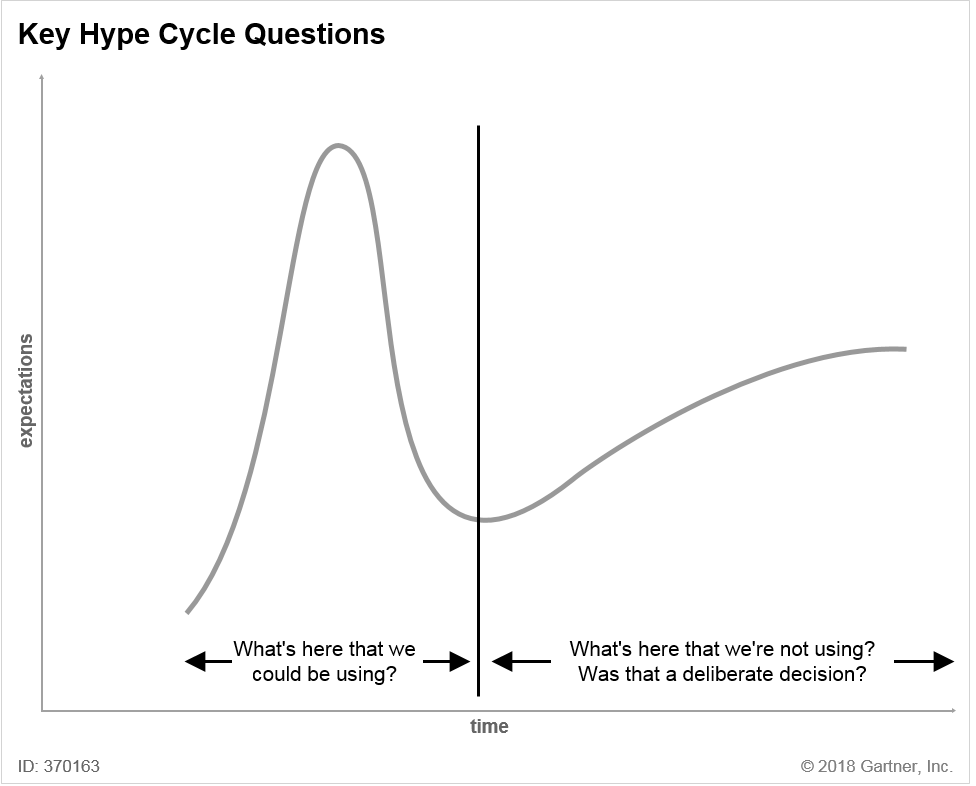 Key Hype Cycle Questions
expectations
What's here that we
could be using?
What's here that we're not using?
Was that a deliberate decision?
time
ID: 370163
© 2018 Gartner, Inc.